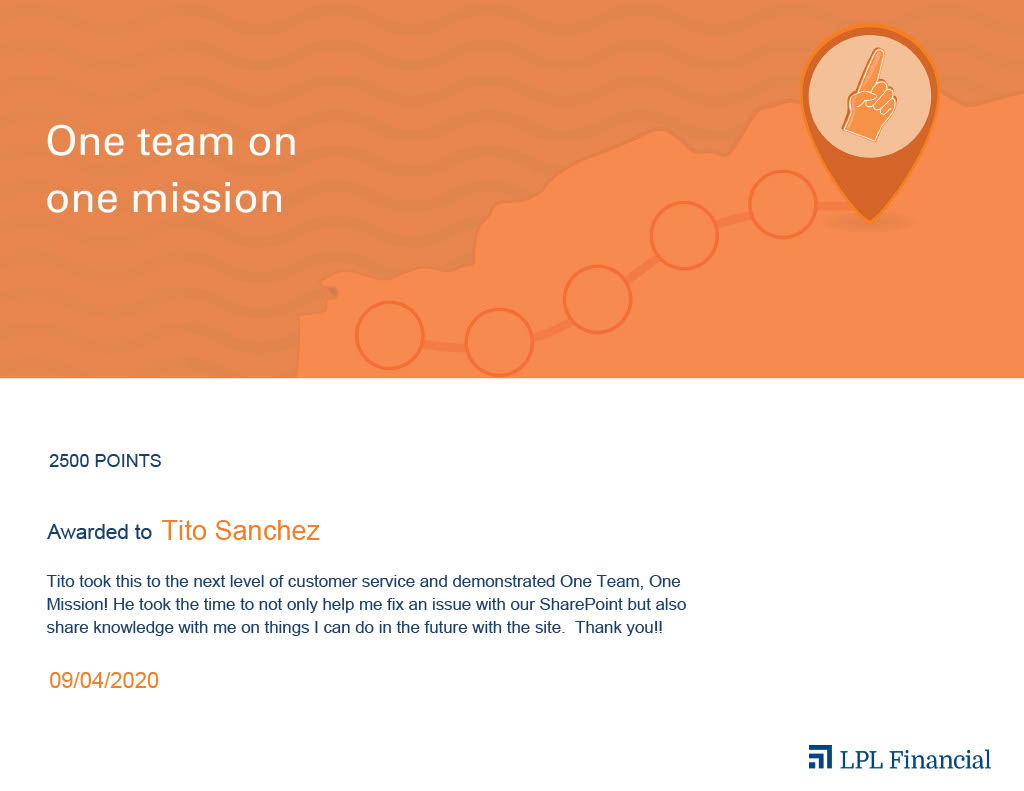 One team on
one mission
2500 POINTS
Awarded to Tito Sanchez
Tito took this to the next level of customer service and demonstrated One Team, One
Mission! He took the time to not only help me fix an issue with our SharePoint but also
share knowledge with me on things I can do in the future with the site.  Thank you!!
09/04/2020
LPL Financial